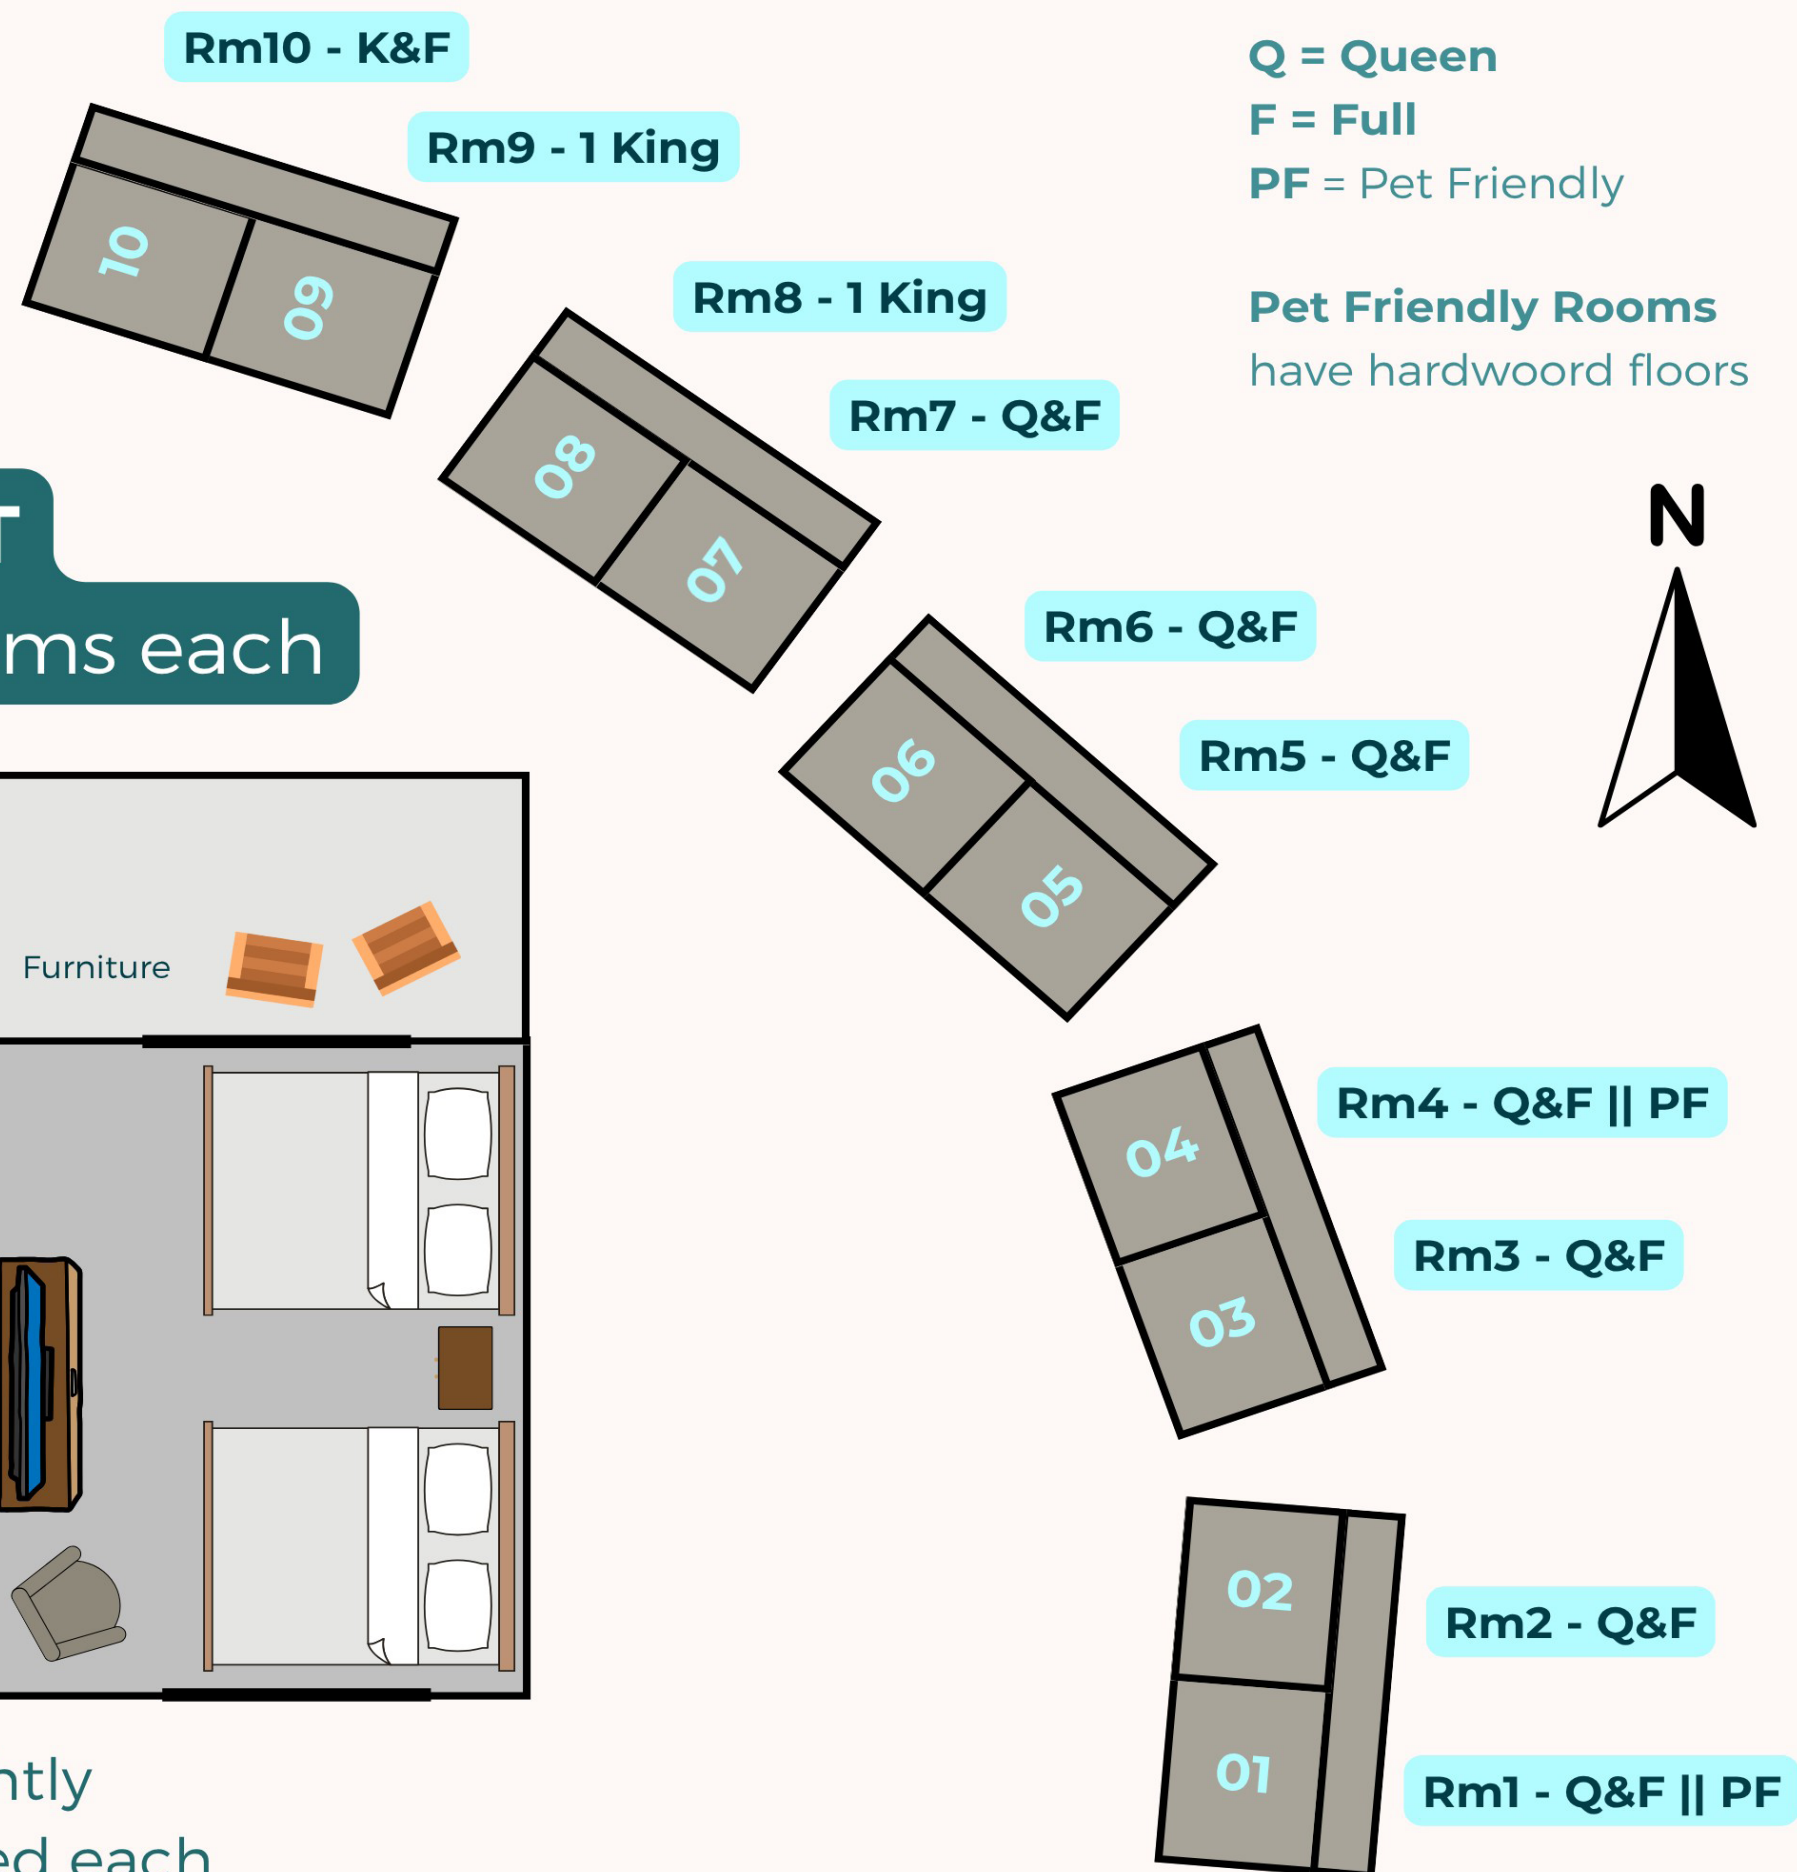 Rm10 - K&F
Rm9 - 1 King
Q = Queen
F = Full
PF = Pet Friendly
Pet Friendly Rooms
have hardwoord floors
10
09
Rm8 - 1 King
Rm7 - Q&F
08
07
T
ms each
N
Rm6 - Q&F
Rm5 - Q&F
06
05
Furniture
Rm4 - Q&F || PF
Rm3 - Q&F
04
03
Rm2 - Q&F
Rm1 - Q&F || PF
02
01
ntly
ed each